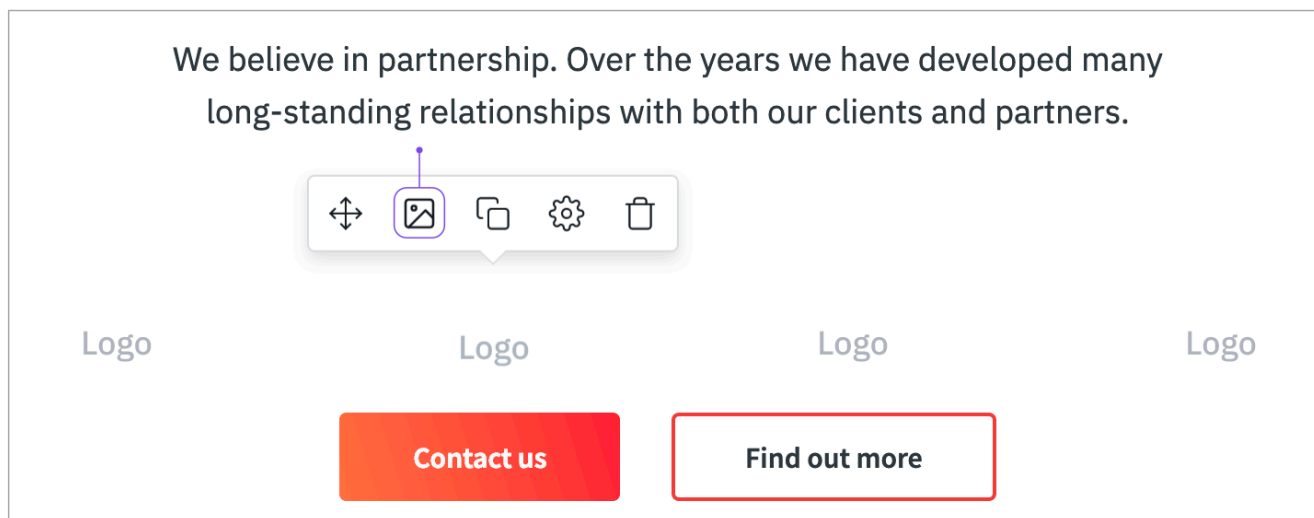 We believe in partnership. Over the years we have developed many
long-standing relationships with both our clients and partners.
Logo Logo Logo Logo
Contact us Find out more